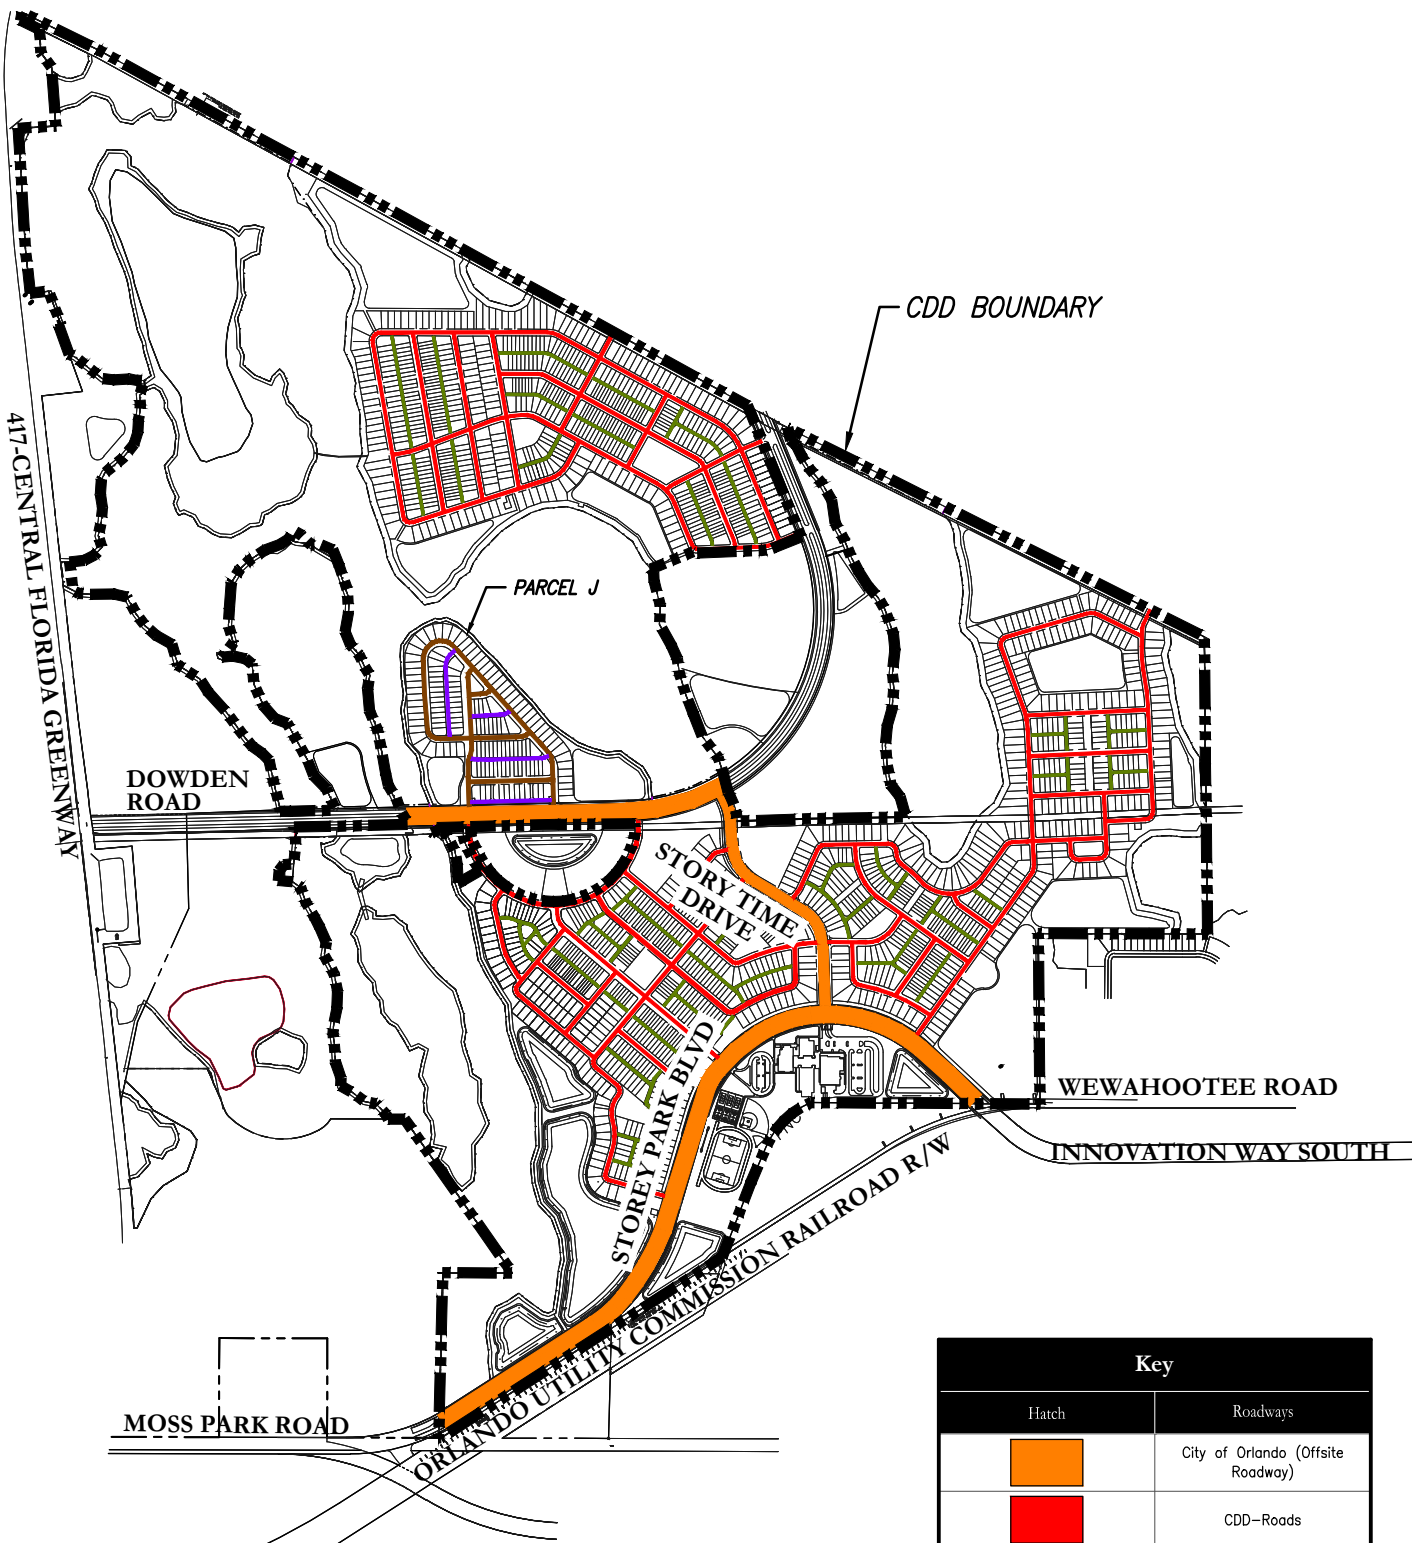 CDD BOUNDARY
417-CENTRAL FLORIDA GREENWAY
PARCEL J
DOWDEN
ROAD
STORY TIME
DRIVE
STOREY PARK BLVD
WEWAHOOTEE ROAD
INNOVATION WAY SOUTH
ORLANDO UTILITY COMMISSION RAILROAD R/W
MOSS PARK ROAD
Key
Hatch
Roadways
City of Orlando (Offsite
Roadway)
CDD-Roads